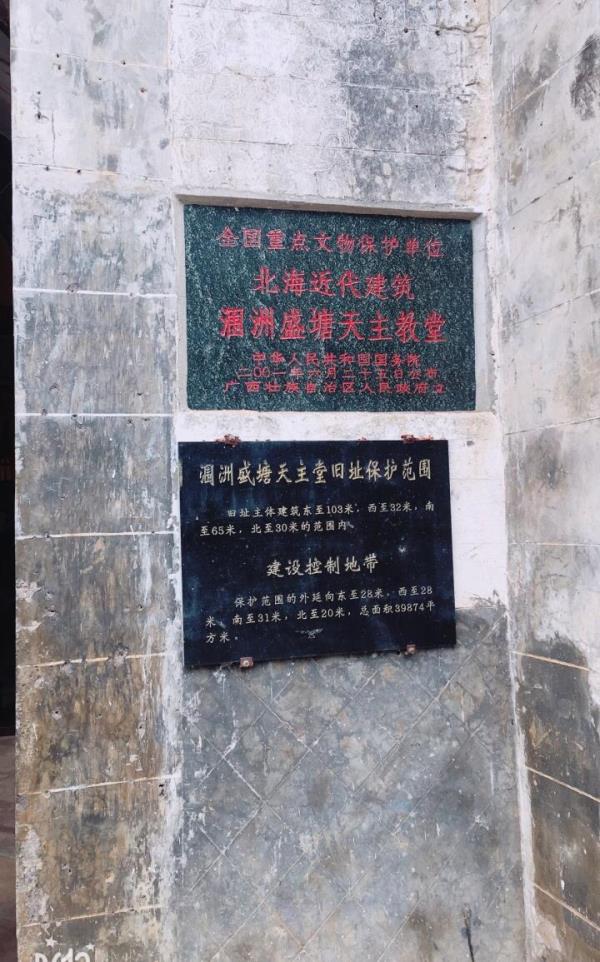 全国重点文物保护单位
北海近代建筑
涠洲盛塘天主教堂
中华人民共和国国务院
二〇〇一年六月二十五日公布
广西壮族自治区人民政府立
涠洲盛塘天主堂旧址保护范围
旧址主体建筑东至103米，西至32米，南
至65米，北至30米的范围内。
建设控制地带
保护范围的外延向东至28米，西至28
米，南至31米，北至20米，总面积39874平
方米。